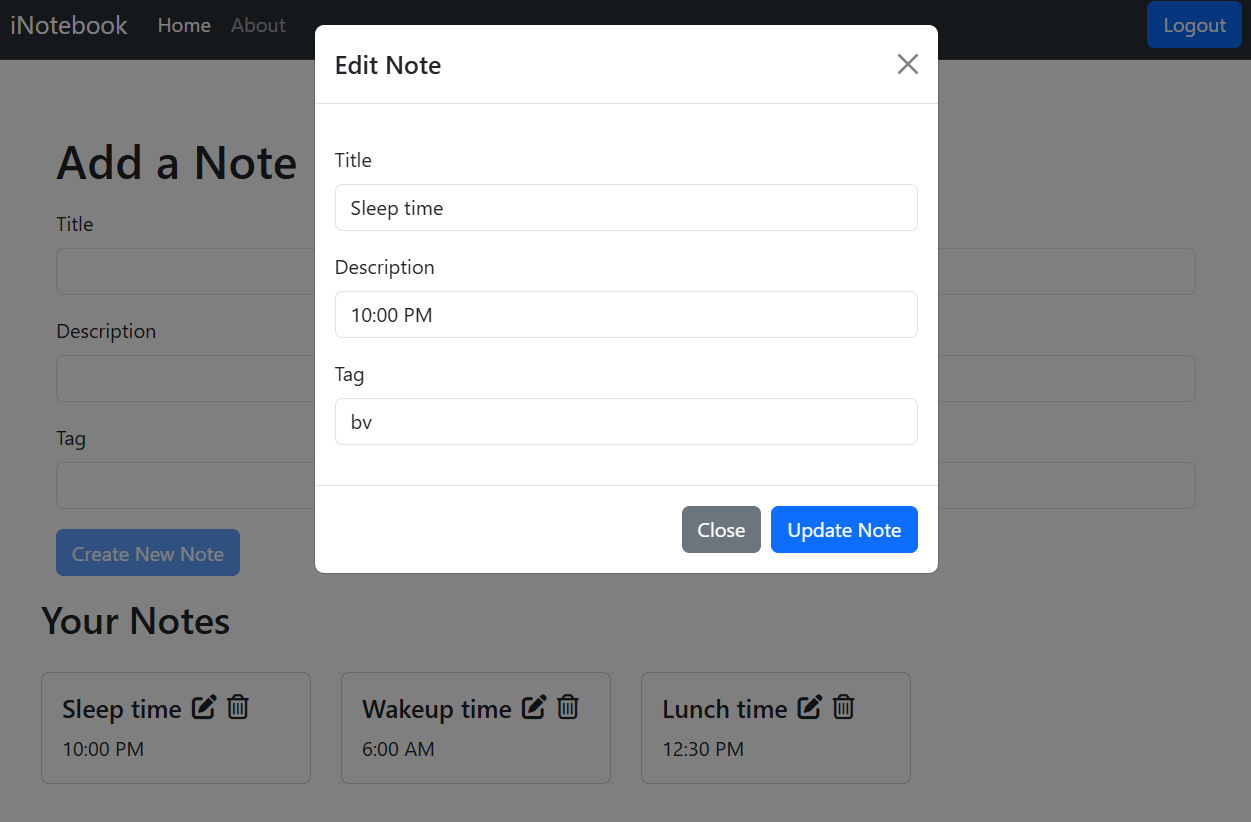 iNotebook Home About Logout
Edit Note
Title
Sleep time
Description
10:00 PM
Tag
bv
Close Update Note
Add a Note
Title
Description
Tag
Create New Note
Your Notes
Sleep time
10:00 PM
Wakeup time
6:00 AM
Lunch time
12:30 PM